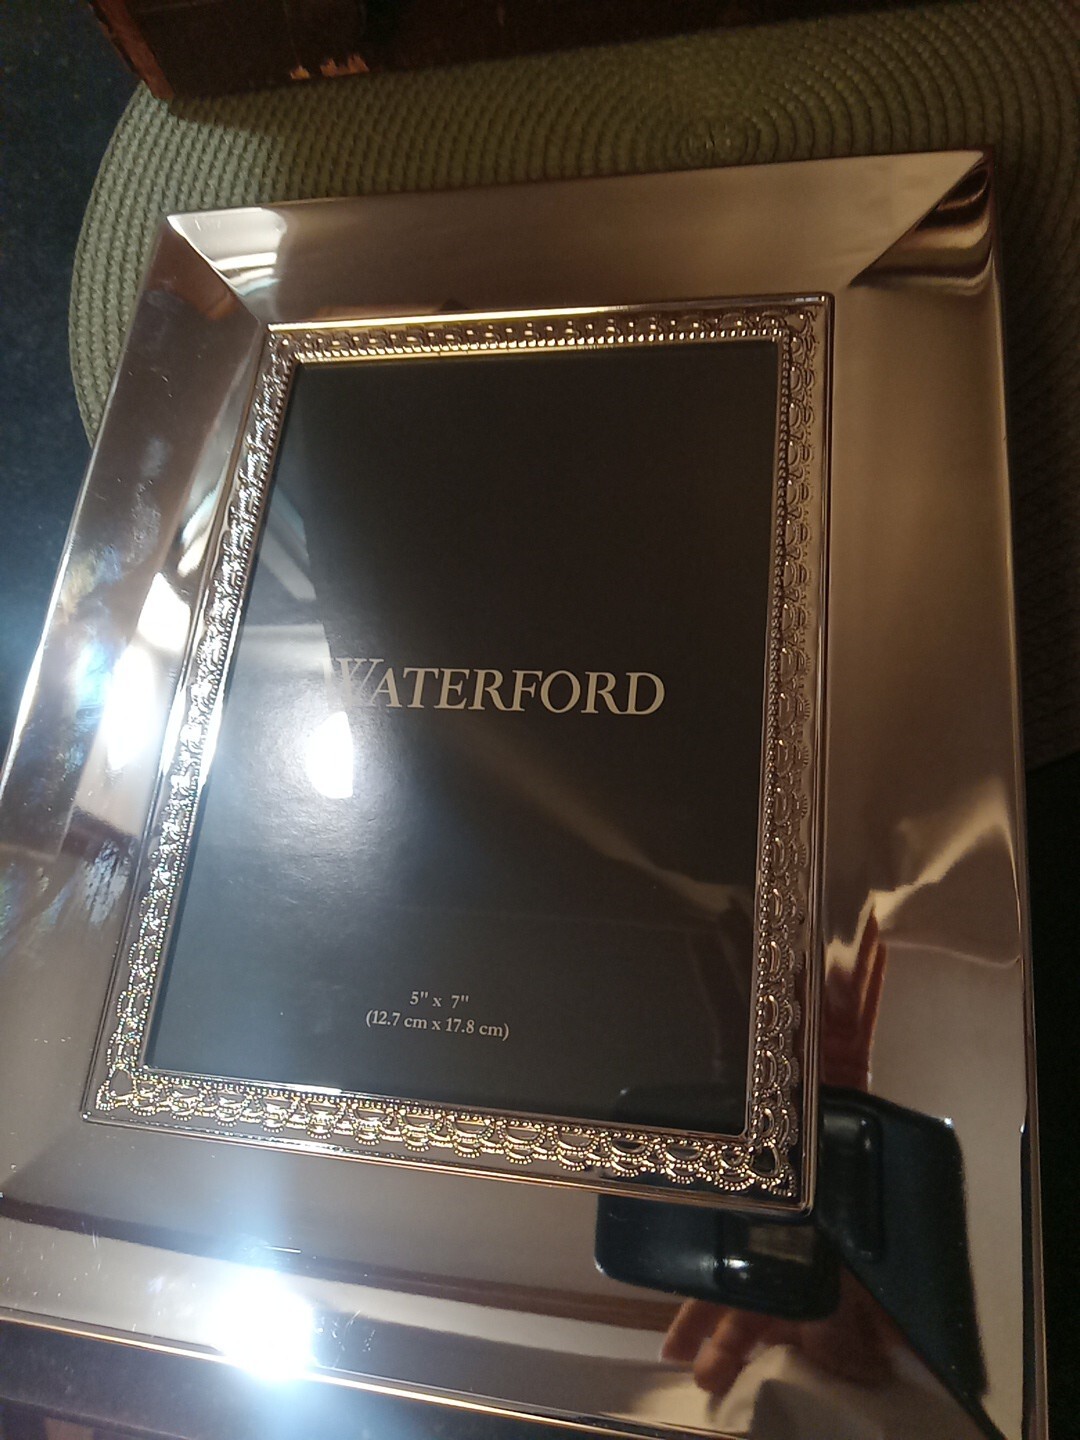 WATERFORD
5" x 7"
(12.7 cm x 17.8 cm)